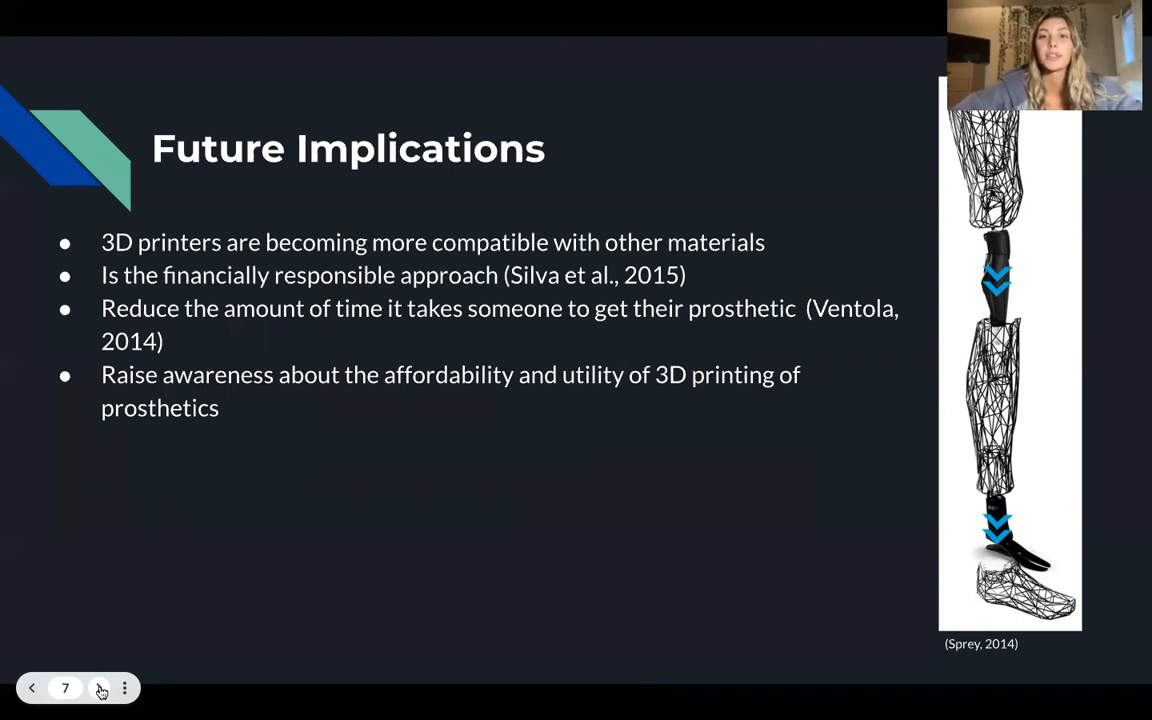 Future Implications
● 3D printers are becoming more compatible with other materials
● Is the financially responsible approach (Silva et al., 2015)
● Reduce the amount of time it takes someone to get their prosthetic (Ventola,
2014)
● Raise awareness about the affordability and utility of 3D printing of
prosthetics
(Sprey, 2014)
7